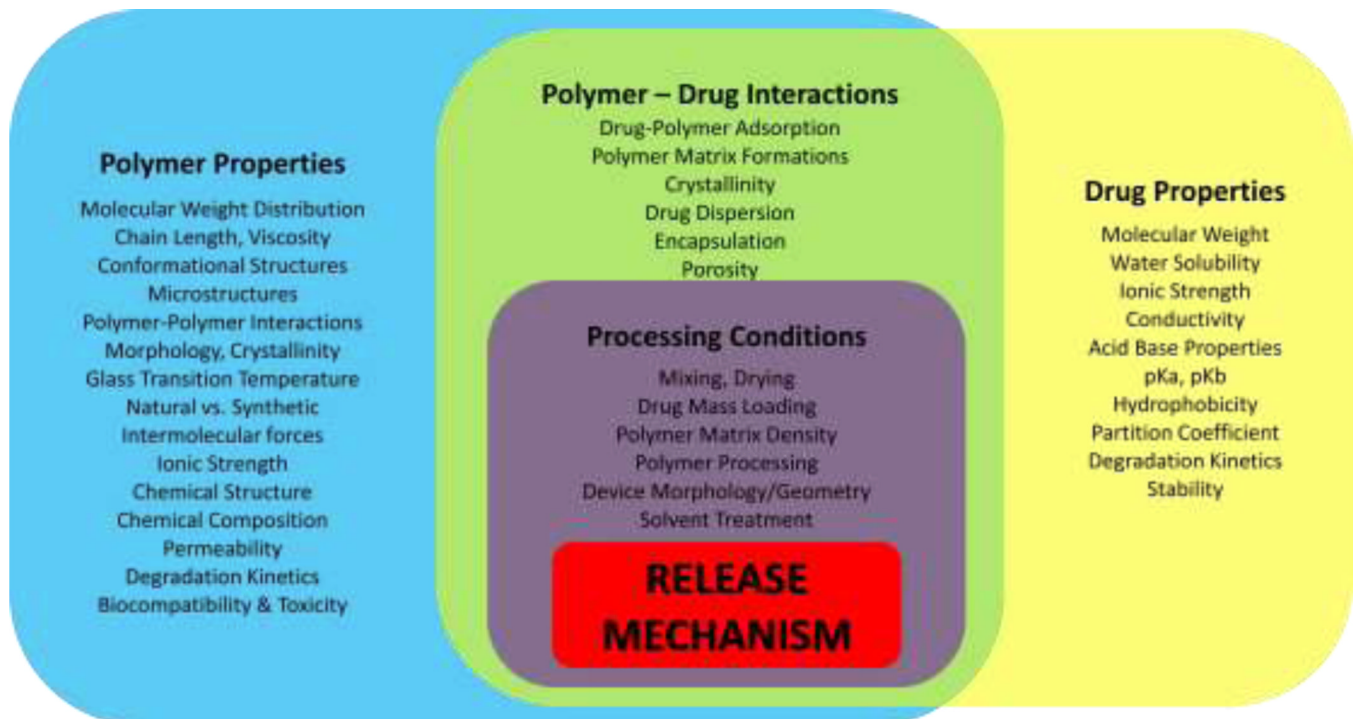 Polymer Properties
Molecular Weight Distribution
Chain Length, Viscosity
Conformational Structures
Microstructures
Polymer-Polymer Interactions
Morphology, Crystallinity
Glass Transition Temperature
Natural vs. Synthetic
Intermolecular forces
Ionic Strength
Chemical Structure
Chemical Composition
Permeability
Degradation Kinetics
Biocompatibility & Toxicity
Polymer – Drug Interactions
Drug-Polymer Adsorption
Polymer Matrix Formations
Crystallinity
Drug Dispersion
Encapsulation
Porosity
Processing Conditions
Mixing, Drying
Drug Mass Loading
Polymer Matrix Density
Polymer Processing
Device Morphology/Geometry
Solvent Treatment
RELEASE
MECHANISM
Drug Properties
Molecular Weight
Water Solubility
Ionic Strength
Conductivity
Acid Base Properties
pKa, pKb
Hydrophobicity
Partition Coefficient
Degradation Kinetics
Stability